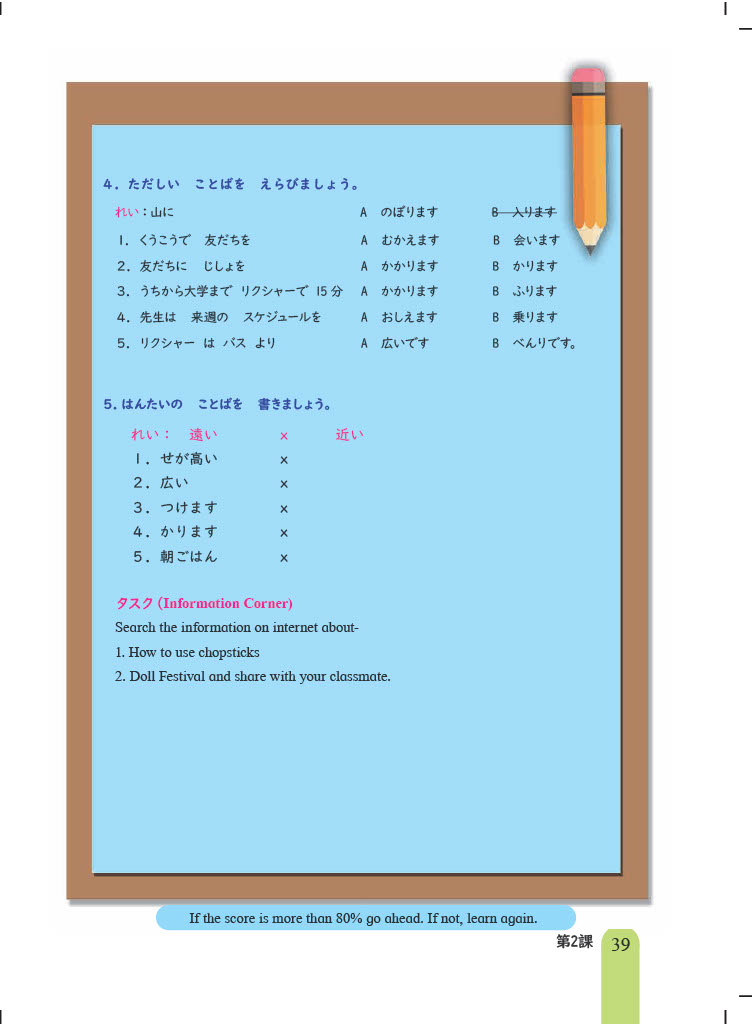 4. ただしい ことばを えらびましょう。
れい：山に A のぼります B 入ります
1. くうこうで 友だちを A むかえます B 会います
2. 友だちに じしょを A かかります B かります
3. うちから大学まで リクシャーで 15分 A かかります B ふります
4. 先生は 来週の スケジュールを A おしえます B 乗ります
5. リクシャー は バス より A 広いです B べんりです。
5. はんたいの ことばを 書きましょう。
れい： 遠い x 近い
1. せが高い x
2. 広い x
3. つけます x
4. かります x
5. 朝ごはん x
タスク (Information Corner)
Search the information on internet about-
1. How to use chopsticks
2. Doll Festival and share with your classmate.
If the score is more than 80% go ahead. If not, learn again.
第2課 39